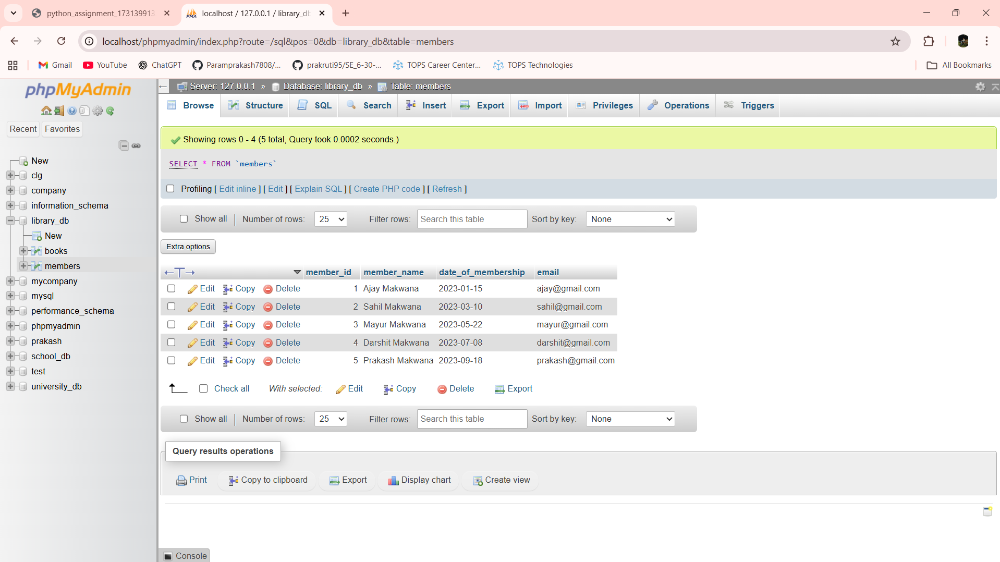 python_assignment_173139913
localhost / 127.0.0.1 / library_db
localhost/phpmyadmin/index.php?route=/sql&pos=0&db=library_db&table=members
Gmail YouTube ChatGPT Paramprakash7808/... prakruti95/SE_6-30-... TOPS Career Center... TOPS Technologies All Bookmarks
phpMyAdmin
Recent Favorites
New
clg
company
information_schema
library_db
New
books
members
mycompany
mysql
performance_schema
phpmyadmin
prakash
school_db
test
university_db
Server: 127.0.0.1 » Database: library_db » Table: members
Browse Structure SQL Search Insert Export Import Privileges Operations Triggers
Showing rows 0 - 4 (5 total, Query took 0.0002 seconds.)
SELECT * FROM `members`
Profiling [ Edit inline ] [ Edit ] [ Explain SQL ] [ Create PHP code ] [ Refresh ]
Show all Number of rows: 25 Filter rows: Search this table Sort by key: None
Extra options
←T→ member_id member_name date_of_membership email
Edit Copy Delete 1 Ajay Makwana 2023-01-15 ajay@gmail.com
Edit Copy Delete 2 Sahil Makwana 2023-03-10 sahil@gmail.com
Edit Copy Delete 3 Mayur Makwana 2023-05-22 mayur@gmail.com
Edit Copy Delete 4 Darshit Makwana 2023-07-08 darshit@gmail.com
Edit Copy Delete 5 Prakash Makwana 2023-09-18 prakash@gmail.com
Check all With selected: Edit Copy Delete Export
Show all Number of rows: 25 Filter rows: Search this table Sort by key: None
Query results operations
Print Copy to clipboard Export Display chart Create view
Console